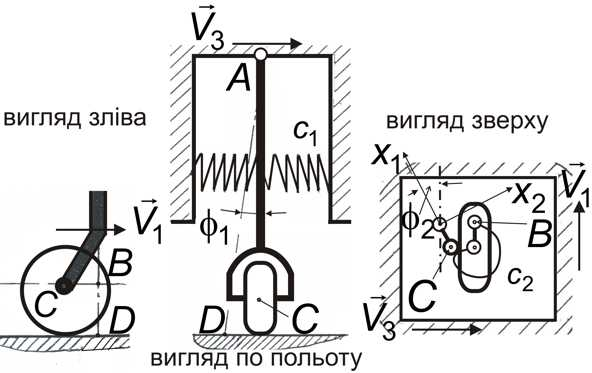 V₃
A
вигляд зліва
c₁
вигляд зверху
x₁
V₁
V₁
ϕ₁
ϕ₂
x₂
B
B
C
D
D
C
C
c₂
V₃
вигляд по польоту